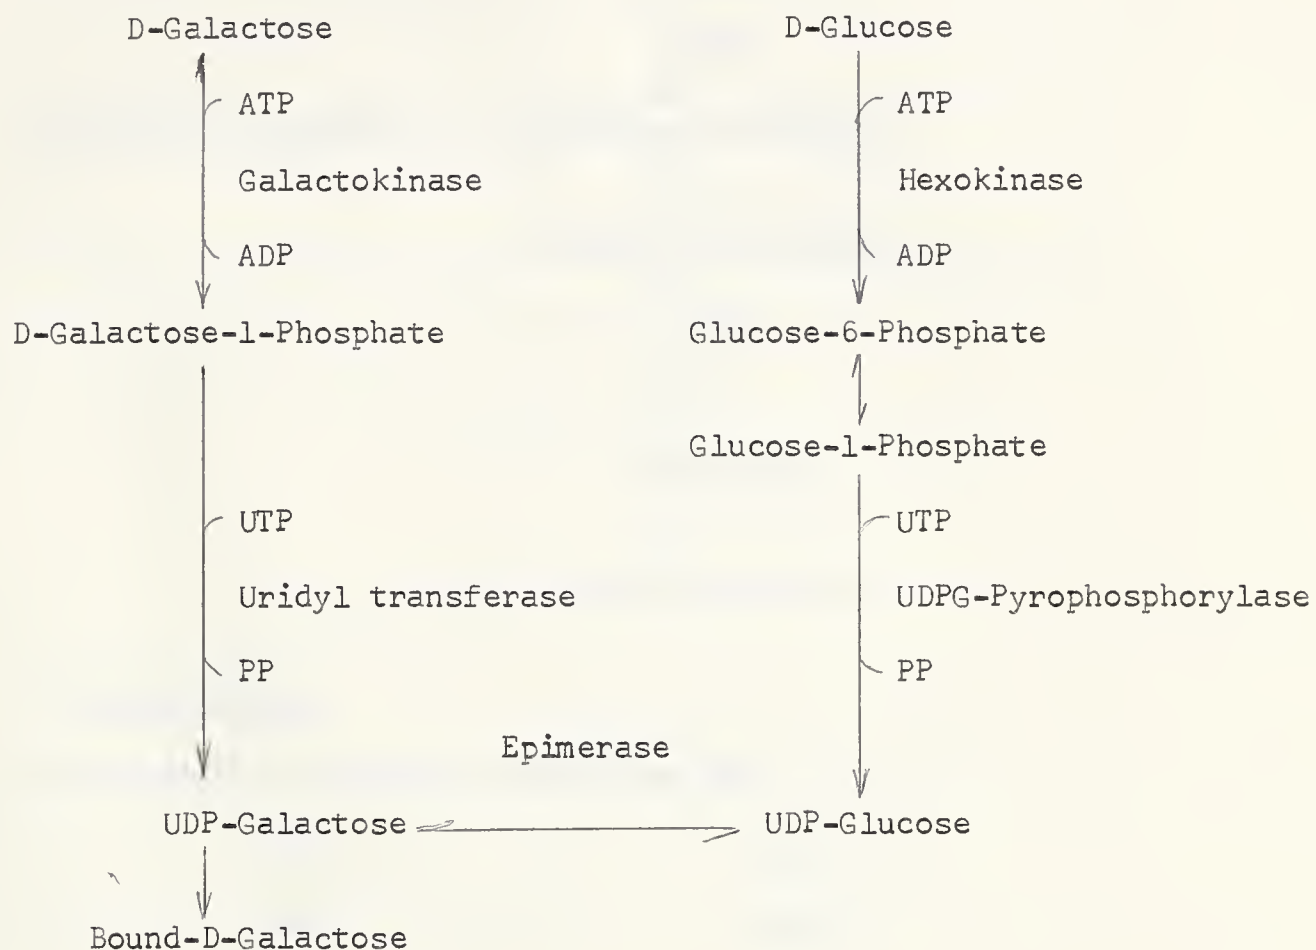 D-Galactose D-Glucose
ATP ATP
Galactokinase Hexokinase
ADP ADP
D-Galactose-1-Phosphate Glucose-6-Phosphate
Glucose-1-Phosphate
UTP UTP
Uridyl transferase UDPG-Pyrophosphorylase
PP PP
Epimerase
UDP-Galactose UDP-Glucose
Bound-D-Galactose